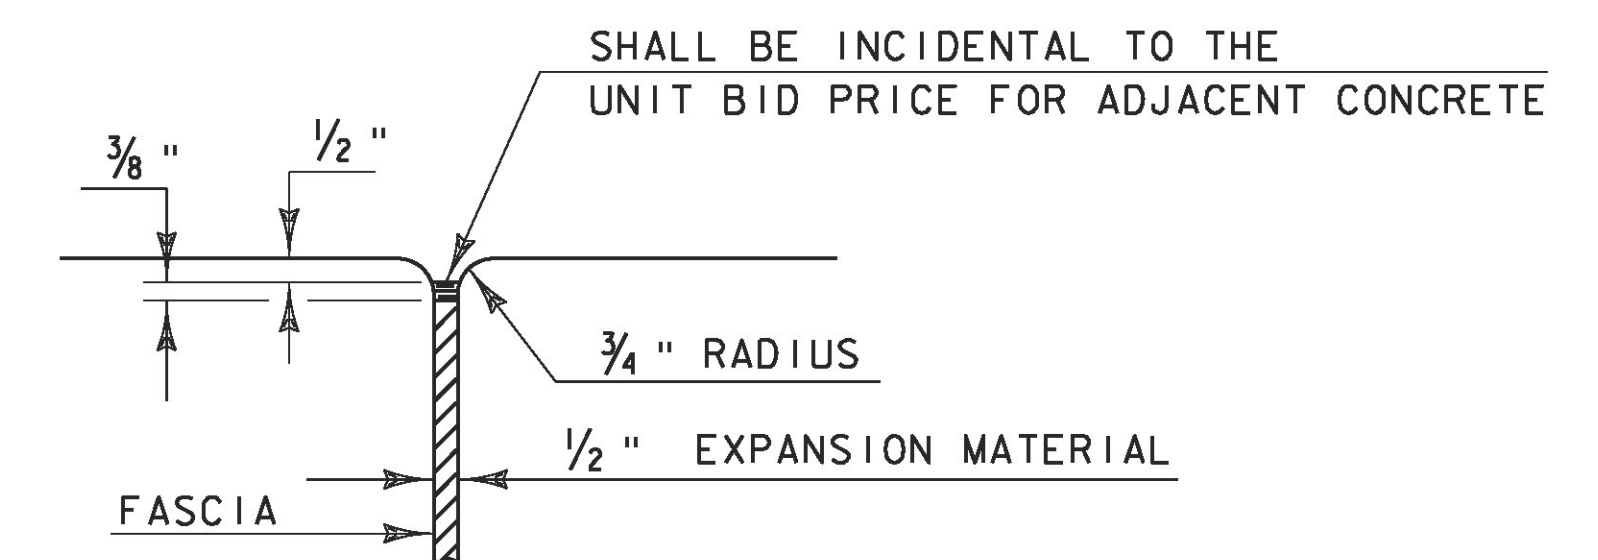 SHALL BE INCIDENTAL TO THE
UNIT BID PRICE FOR ADJACENT CONCRETE
3/8 "
1/2 "
3/4 " RADIUS
1/2 " EXPANSION MATERIAL
FASCIA